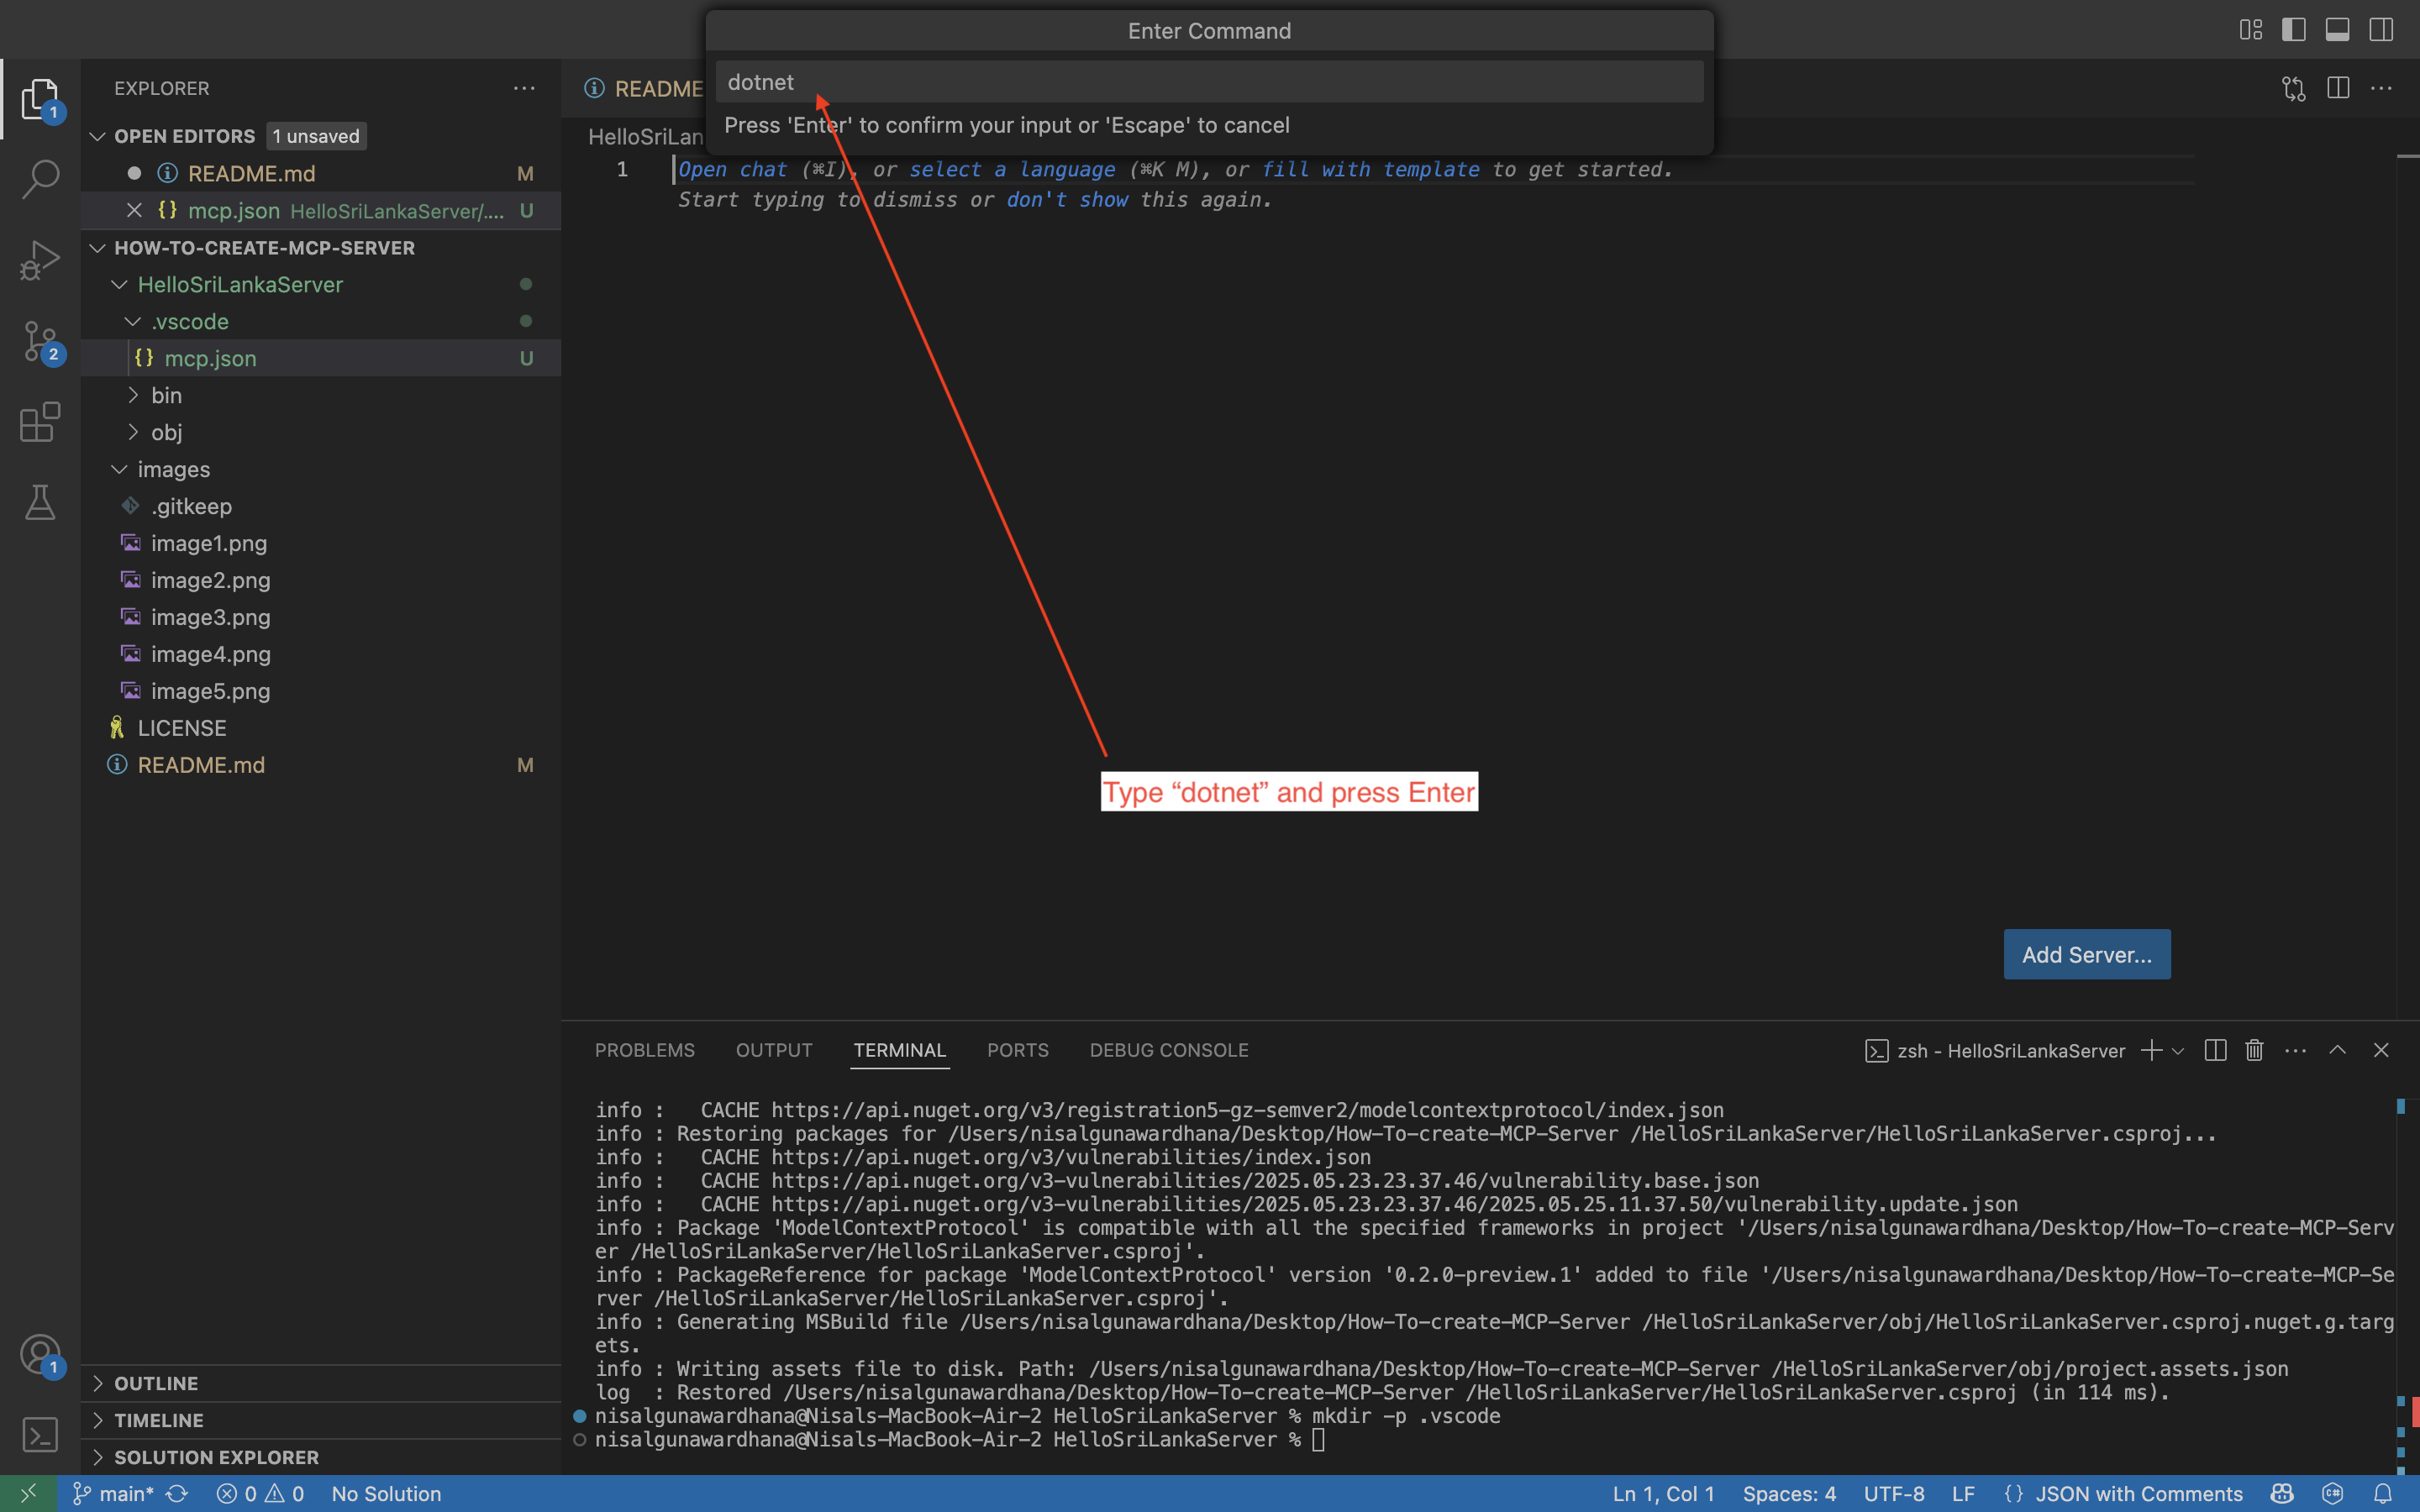 Enter Command
dotnet
Press 'Enter' to confirm your input or 'Escape' to cancel
EXPLORER
OPEN EDITORS 1 unsaved
README.md M
mcp.json HelloSriLankaServer/.... U
HOW-TO-CREATE-MCP-SERVER
HelloSriLankaServer
.vscode
mcp.json U
bin
obj
images
.gitkeep
image1.png
image2.png
image3.png
image4.png
image5.png
LICENSE
README.md M
OUTLINE
TIMELINE
SOLUTION EXPLORER
1
2
1
README
HelloSriLan
1 Open chat (⌘I), or select a language (⌘K M), or fill with template to get started.
Start typing to dismiss or don't show this again.
Type “dotnet” and press Enter
Add Server...
PROBLEMS OUTPUT TERMINAL PORTS DEBUG CONSOLE
zsh - HelloSriLankaServer
info :   CACHE https://api.nuget.org/v3/registration5-gz-semver2/modelcontextprotocol/index.json
info : Restoring packages for /Users/nisalgunawardhana/Desktop/How-To-create-MCP-Server /HelloSriLankaServer/HelloSriLankaServer.csproj...
info :   CACHE https://api.nuget.org/v3/vulnerabilities/index.json
info :   CACHE https://api.nuget.org/v3-vulnerabilities/2025.05.23.23.37.46/vulnerability.base.json
info :   CACHE https://api.nuget.org/v3-vulnerabilities/2025.05.23.23.37.46/2025.05.25.11.37.50/vulnerability.update.json
info : Package 'ModelContextProtocol' is compatible with all the specified frameworks in project '/Users/nisalgunawardhana/Desktop/How-To-create-MCP-Serv
er /HelloSriLankaServer/HelloSriLankaServer.csproj'.
info : PackageReference for package 'ModelContextProtocol' version '0.2.0-preview.1' added to file '/Users/nisalgunawardhana/Desktop/How-To-create-MCP-Se
rver /HelloSriLankaServer/HelloSriLankaServer.csproj'.
info : Generating MSBuild file /Users/nisalgunawardhana/Desktop/How-To-create-MCP-Server /HelloSriLankaServer/obj/HelloSriLankaServer.csproj.nuget.g.targ
ets.
info : Writing assets file to disk. Path: /Users/nisalgunawardhana/Desktop/How-To-create-MCP-Server /HelloSriLankaServer/obj/project.assets.json
log  : Restored /Users/nisalgunawardhana/Desktop/How-To-create-MCP-Server /HelloSriLankaServer/HelloSriLankaServer.csproj (in 114 ms).
nisalgunawardhana@Nisals-MacBook-Air-2 HelloSriLankaServer % mkdir -p .vscode
nisalgunawardhana@Nisals-MacBook-Air-2 HelloSriLankaServer %
main* 0 0 No Solution Ln 1, Col 1 Spaces: 4 UTF-8 LF {} JSON with Comments